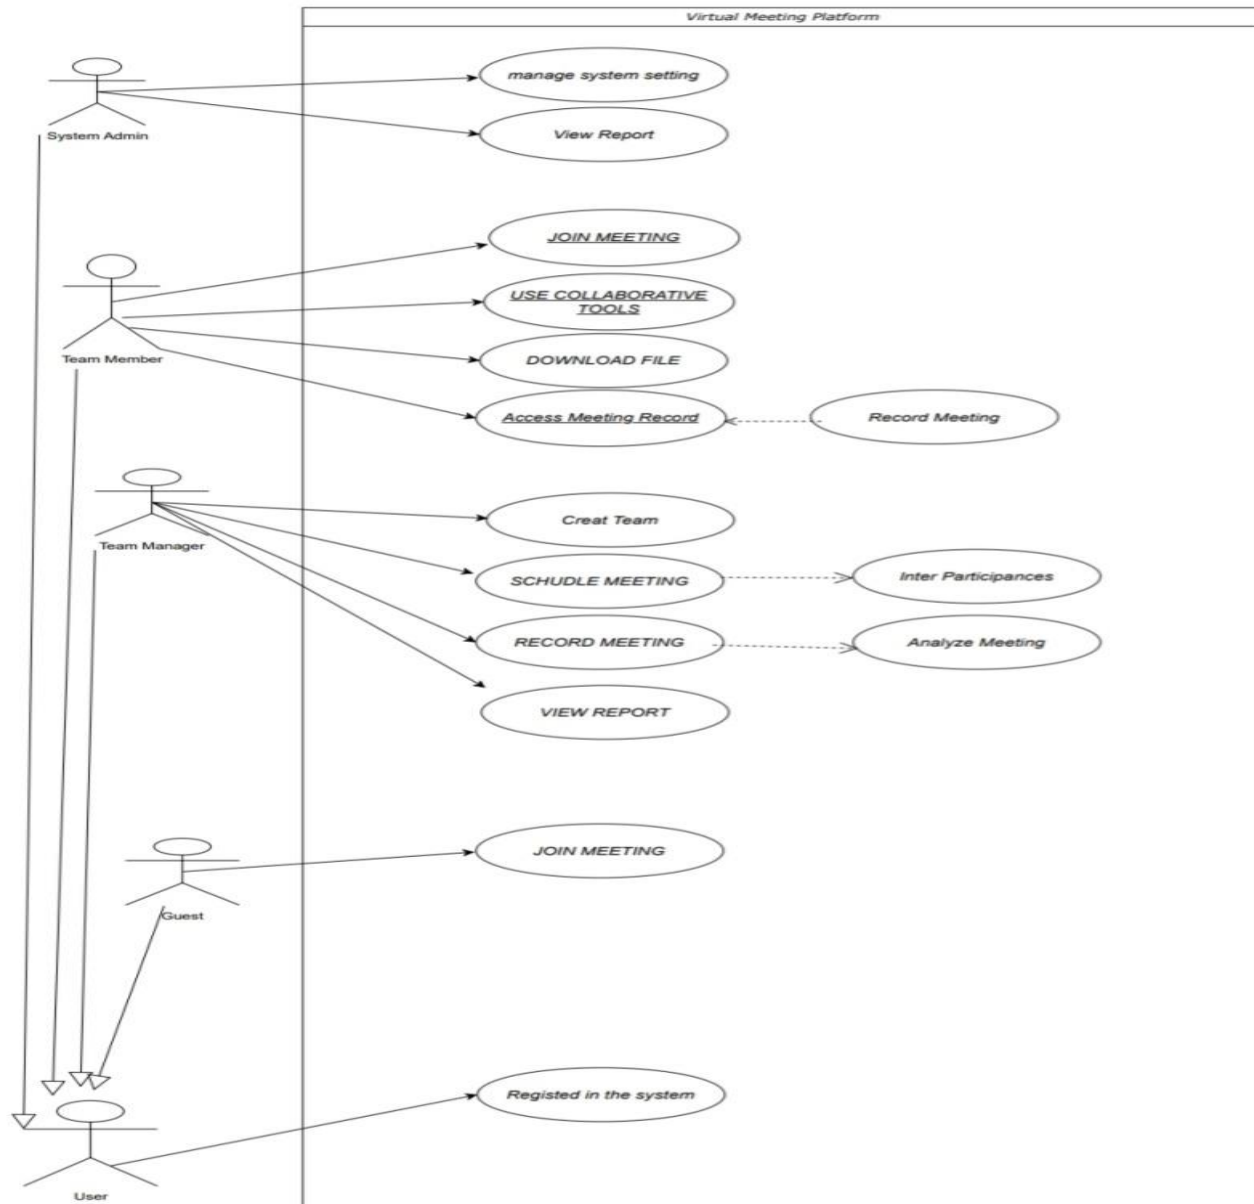 Virtual Meeting Platform
manage system setting
System Admin
View Report
JOIN MEETING
USE COLLABORATIVE
TOOLS
Team Member
DOWNLOAD FILE
Access Meeting Record
Record Meeting
Creat Team
Team Manager
SCHUDLE MEETING
Inter Participances
RECORD MEETING
Analyze Meeting
VIEW REPORT
JOIN MEETING
Guest
Registed in the system
User